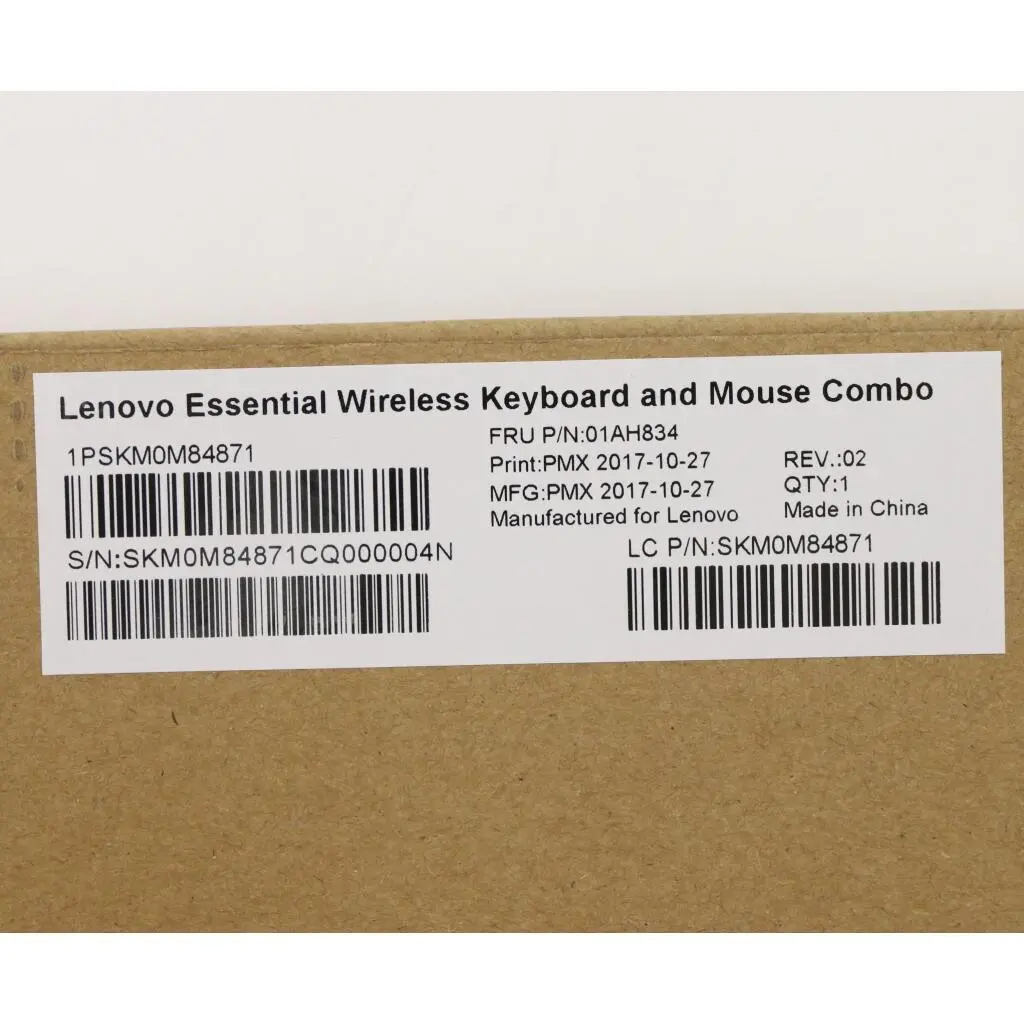 Lenovo Essential Wireless Keyboard and Mouse Combo
1PSKM0M84871
FRU P/N:01AH834
Print:PMX 2017-10-27
REV.:02
MFG:PMX 2017-10-27
QTY:1
Manufactured for Lenovo
Made in China
S/N:SKM0M84871CQ000004N
LC P/N:SKM0M84871